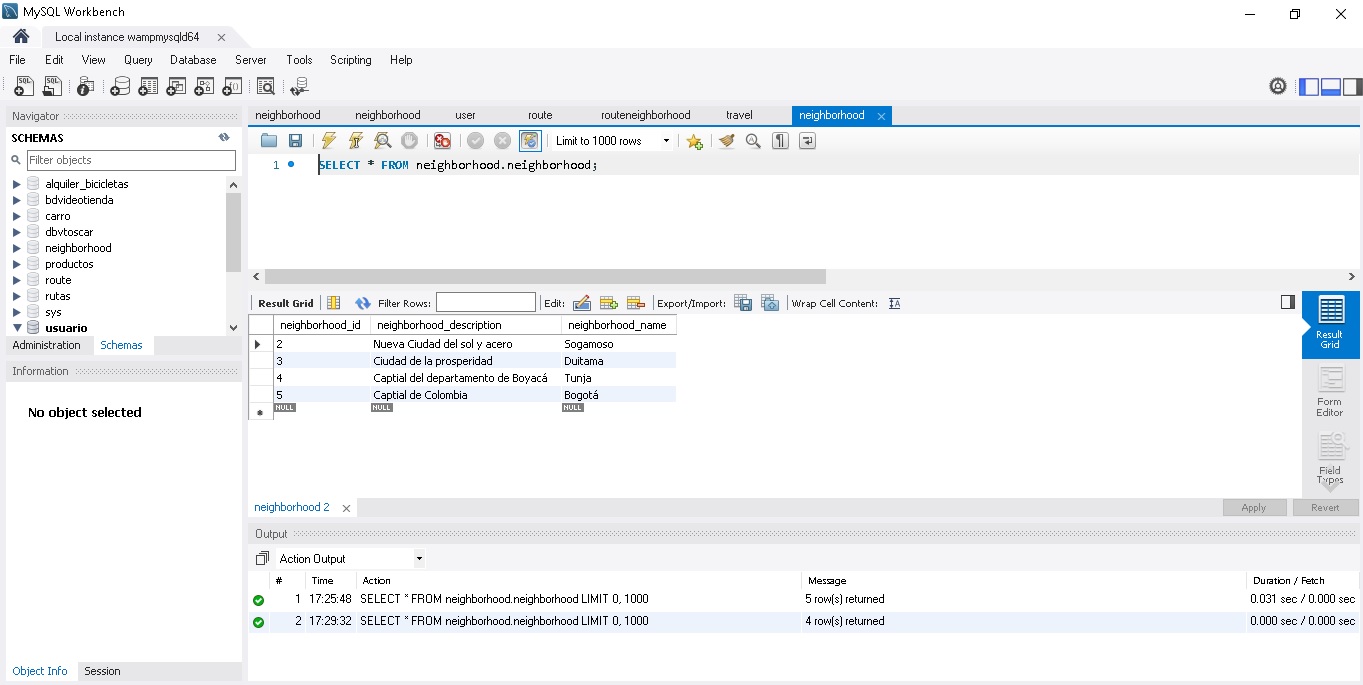 MySQL Workbench
Local instance wampmysqld64
File Edit View Query Database Server Tools Scripting Help
Navigator
SCHEMAS
Filter objects
alquiler_bicicletas
bdvideotienda
carro
dbvtoscar
neighborhood
productos
route
rutas
sys
usuario
Administration Schemas
Information
No object selected
Object Info Session
neighborhood neighborhood user route routeneighborhood travel neighborhood
Limit to 1000 rows
1 SELECT * FROM neighborhood.neighborhood;
Result Grid Filter Rows: Edit: Export/Import: Wrap Cell Content:
neighborhood_id neighborhood_description neighborhood_name
2 Nueva Ciudad del sol y acero Sogamoso
3 Ciudad de la prosperidad Duitama
4 Captial del departamento de Boyacá Tunja
5 Captial de Colombia Bogotá
NULL NULL NULL
Result
Grid
Form
Editor
Field
Types
neighborhood 2
Apply Revert
Output
Action Output
# Time Action Message Duration / Fetch
1 17:25:48 SELECT * FROM neighborhood.neighborhood LIMIT 0, 1000 5 row(s) returned 0.031 sec / 0.000 sec
2 17:29:32 SELECT * FROM neighborhood.neighborhood LIMIT 0, 1000 4 row(s) returned 0.000 sec / 0.000 sec